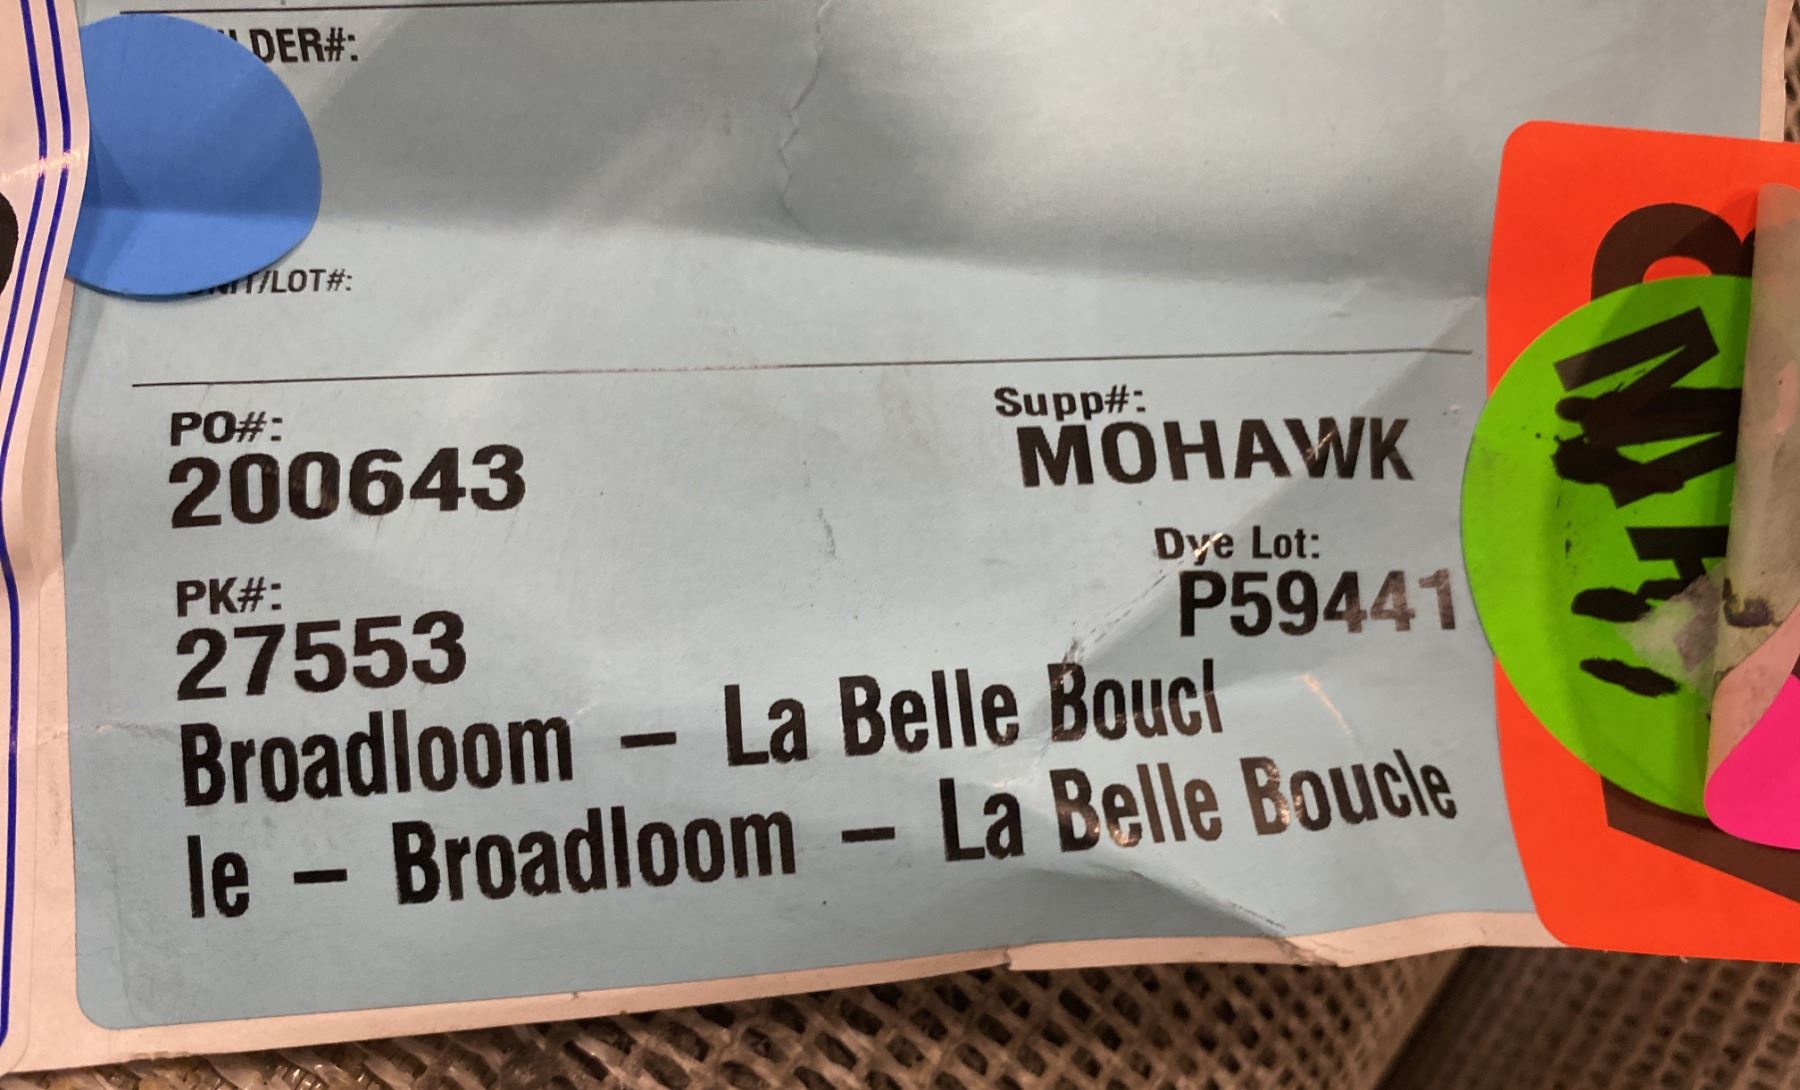 UNIT/LOT#:
PO#:
200643
Supp#:
MOHAWK
PK#:
27553
Dye Lot:
P59441
Broadloom – La Belle Boucl
le – Broadloom – La Belle Boucle